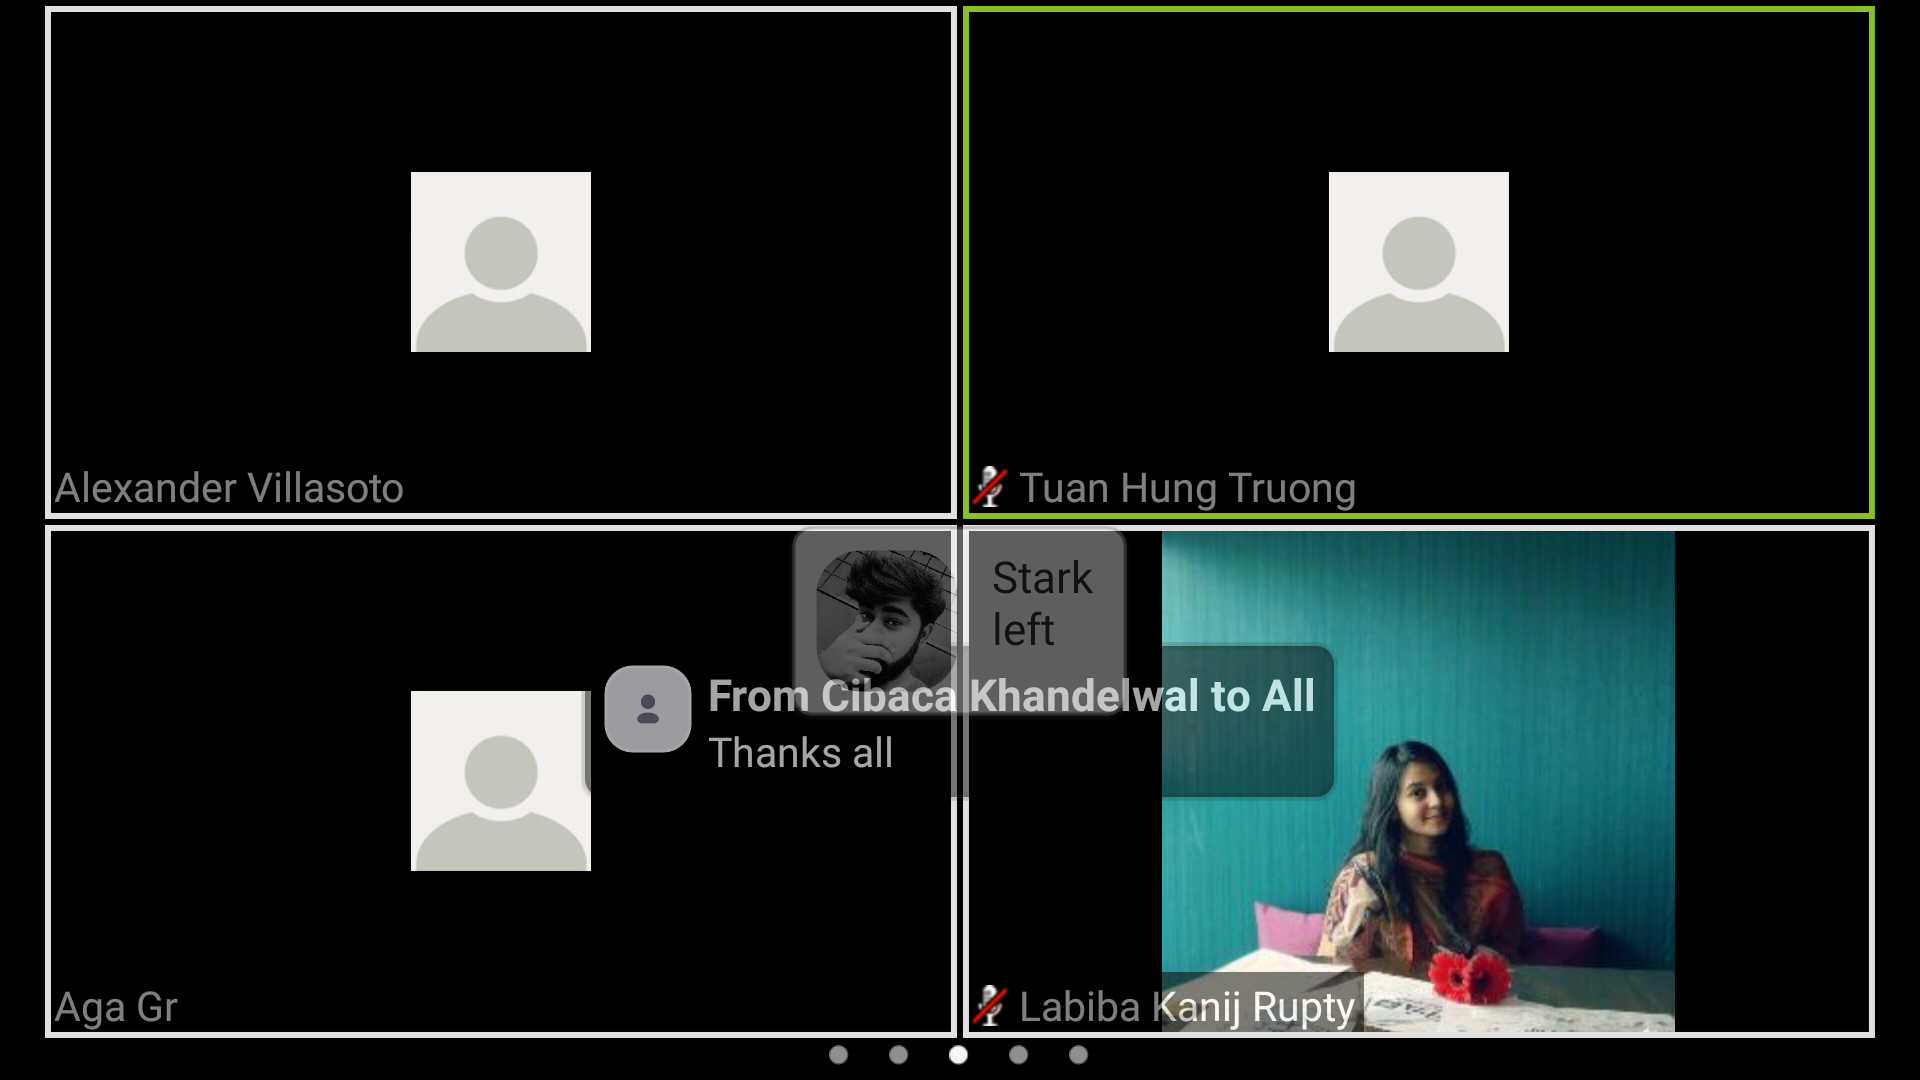 Alexander Villasoto
Tuan Hung Truong
Stark
left
From Cibaca Khandelwal to All
Thanks all
Aga Gr
Labiba Kanij Rupty